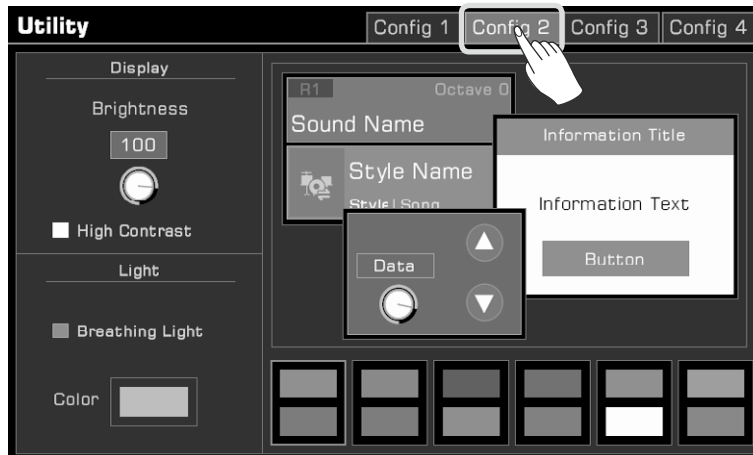 Utility
Config 1
Config 2
Config 3
Config 4
Display
Brightness
100
High Contrast
Light
Breathing Light
Color
R1
Octave 0
Sound Name
Style Name
Style | Song
Information Title
Information Text
Button
Data